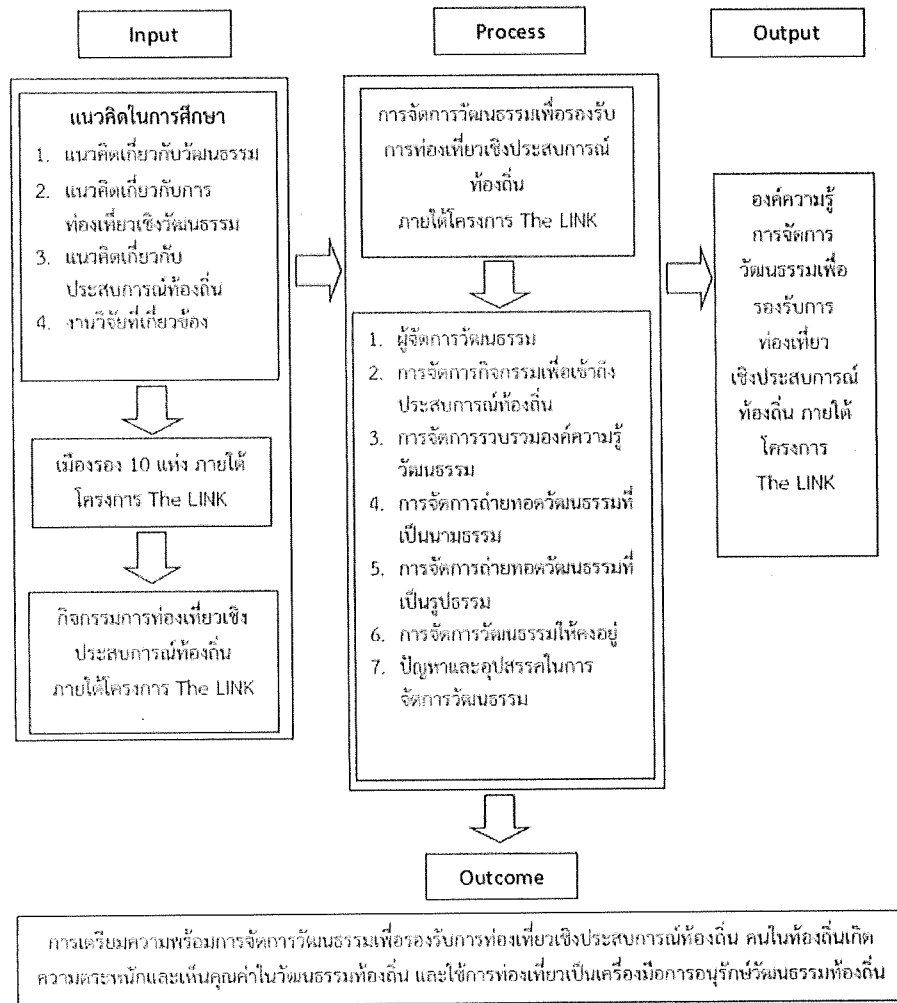 Input
Process
Output
แนวคิดในการศึกษา
1. แนวคิดเกี่ยวกับวัฒนธรรม
2. แนวคิดเกี่ยวกับการ
ท่องเที่ยวเชิงวัฒนธรรม
3. แนวคิดเกี่ยวกับ
ประสบการณ์ท้องถิ่น
4. งานวิจัยที่เกี่ยวข้อง
เมืองรอง 10 แห่ง ภายใต้
โครงการ The LINK
กิจกรรมการท่องเที่ยวเชิง
ประสบการณ์ท้องถิ่น
ภายใต้โครงการ The LINK
การจัดการวัฒนธรรมเพื่อรองรับ
การท่องเที่ยวเชิงประสบการณ์
ท้องถิ่น
ภายใต้โครงการ The LINK
1. ผู้จัดการวัฒนธรรม
2. การจัดการกิจกรรมเพื่อเข้าถึง
ประสบการณ์ท้องถิ่น
3. การจัดการรวบรวมองค์ความรู้
วัฒนธรรม
4. การจัดการถ่ายทอดวัฒนธรรมที่
เป็นนามธรรม
5. การจัดการถ่ายทอดวัฒนธรรมที่
เป็นรูปธรรม
6. การจัดการวัฒนธรรมให้คงอยู่
7. ปัญหาและอุปสรรคในการ
จัดการวัฒนธรรม
องค์ความรู้
การจัดการ
วัฒนธรรมเพื่อ
รองรับการ
ท่องเที่ยว
เชิงประสบการณ์
ท้องถิ่น ภายใต้
โครงการ
The LINK
Outcome
การเตรียมความพร้อมการจัดการวัฒนธรรมเพื่อรองรับการท่องเที่ยวเชิงประสบการณ์ท้องถิ่น คนในท้องถิ่นเกิด
ความตระหนักและเห็นคุณค่าในวัฒนธรรมท้องถิ่น และใช้การท่องเที่ยวเป็นเครื่องมือการอนุรักษ์วัฒนธรรมท้องถิ่น